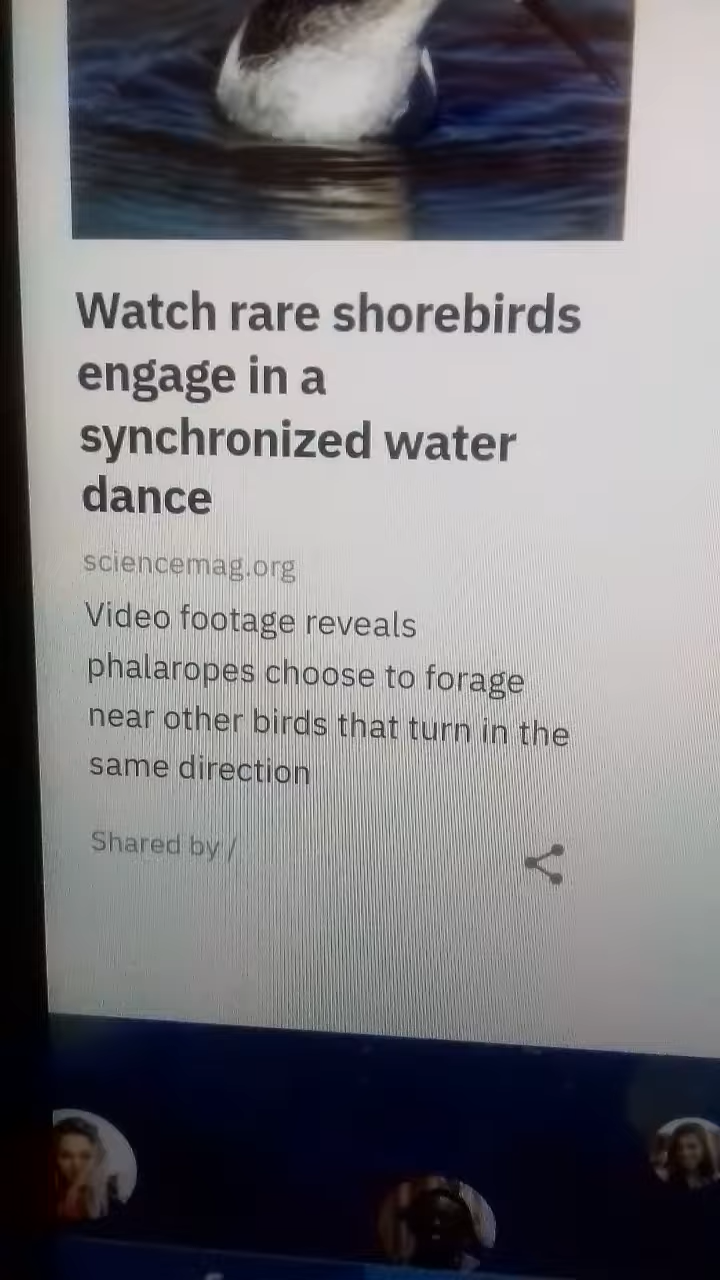 Watch rare shorebirds
engage in a
synchronized water
dance
sciencemag.org
Video footage reveals
phalaropes choose to forage
near other birds that turn in the
same direction
Shared by /